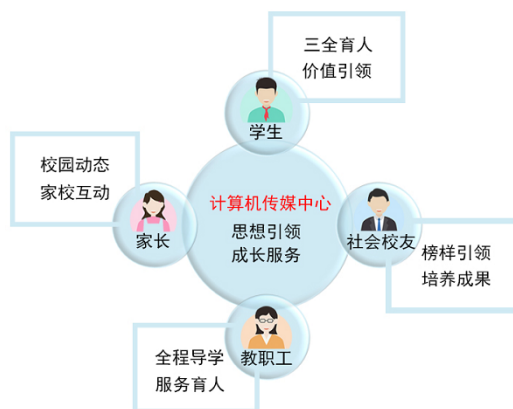 三全育人
价值引领
学生
校园动态
家校互动
家长
计算机传媒中心
思想引领
成长服务
社会校友
榜样引领
培养成果
全程导学
服务育人
教职工